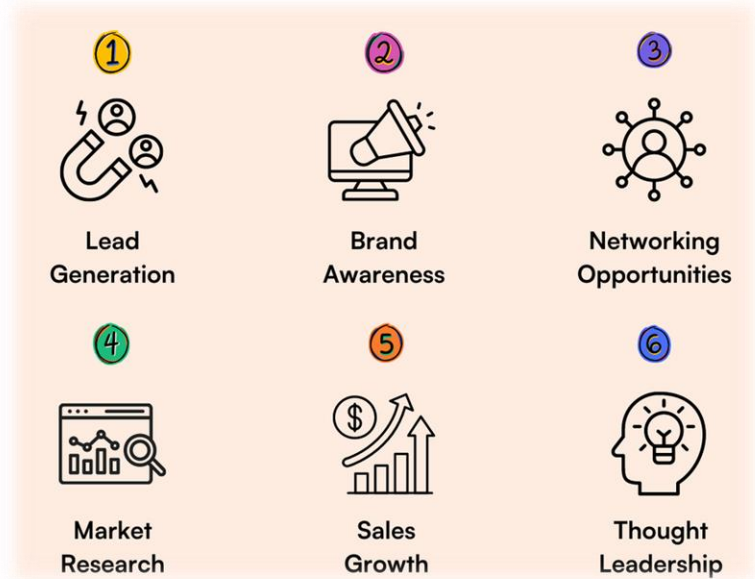 1
2
3
Lead
Generation
Brand
Awareness
Networking
Opportunities
4
5
6
$
Market
Research
Sales
Growth
Thought
Leadership